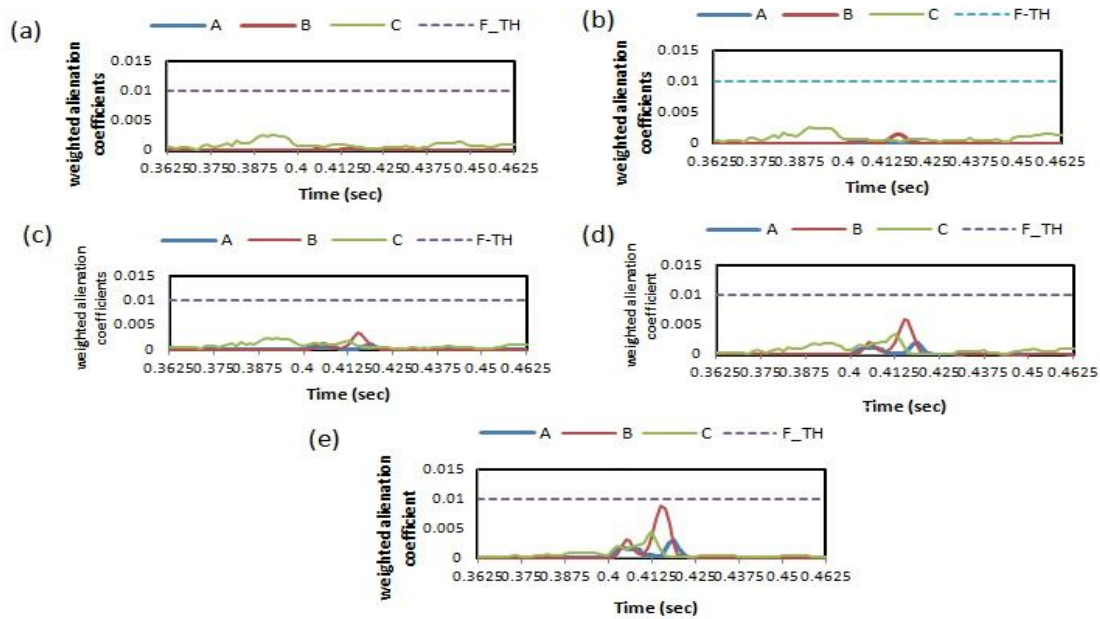 (a)
A B C F_TH
weighted alienation
coefficients
0.015
0.01
0.005
0
0.3625 0.3750 0.3875 0.4 0.4125 0.425 0.4375 0.45 0.4625
Time (sec)
(b)
A B C F-TH
weighted alienation
coefficients
0.015
0.01
0.005
0
0.3625 0.3750 0.3875 0.4 0.4125 0.425 0.4375 0.45 0.4625
Time (sec)
(c)
A B C F-TH
weighted alienation
coefficients
0.015
0.01
0.005
0
0.3625 0.3750 0.3875 0.4 0.4125 0.425 0.4375 0.45 0.4625
Time (sec)
(d)
A B C F_TH
weighted alienation
coefficient
0.015
0.01
0.005
0
0.3625 0.3750 0.3875 0.4 0.4125 0.425 0.4375 0.45 0.4625
Time (sec)
(e)
A B C F_TH
weighted alienation
coefficient
0.015
0.01
0.005
0
0.3625 0.3750 0.3875 0.4 0.4125 0.425 0.4375 0.45 0.4625
Time (sec)